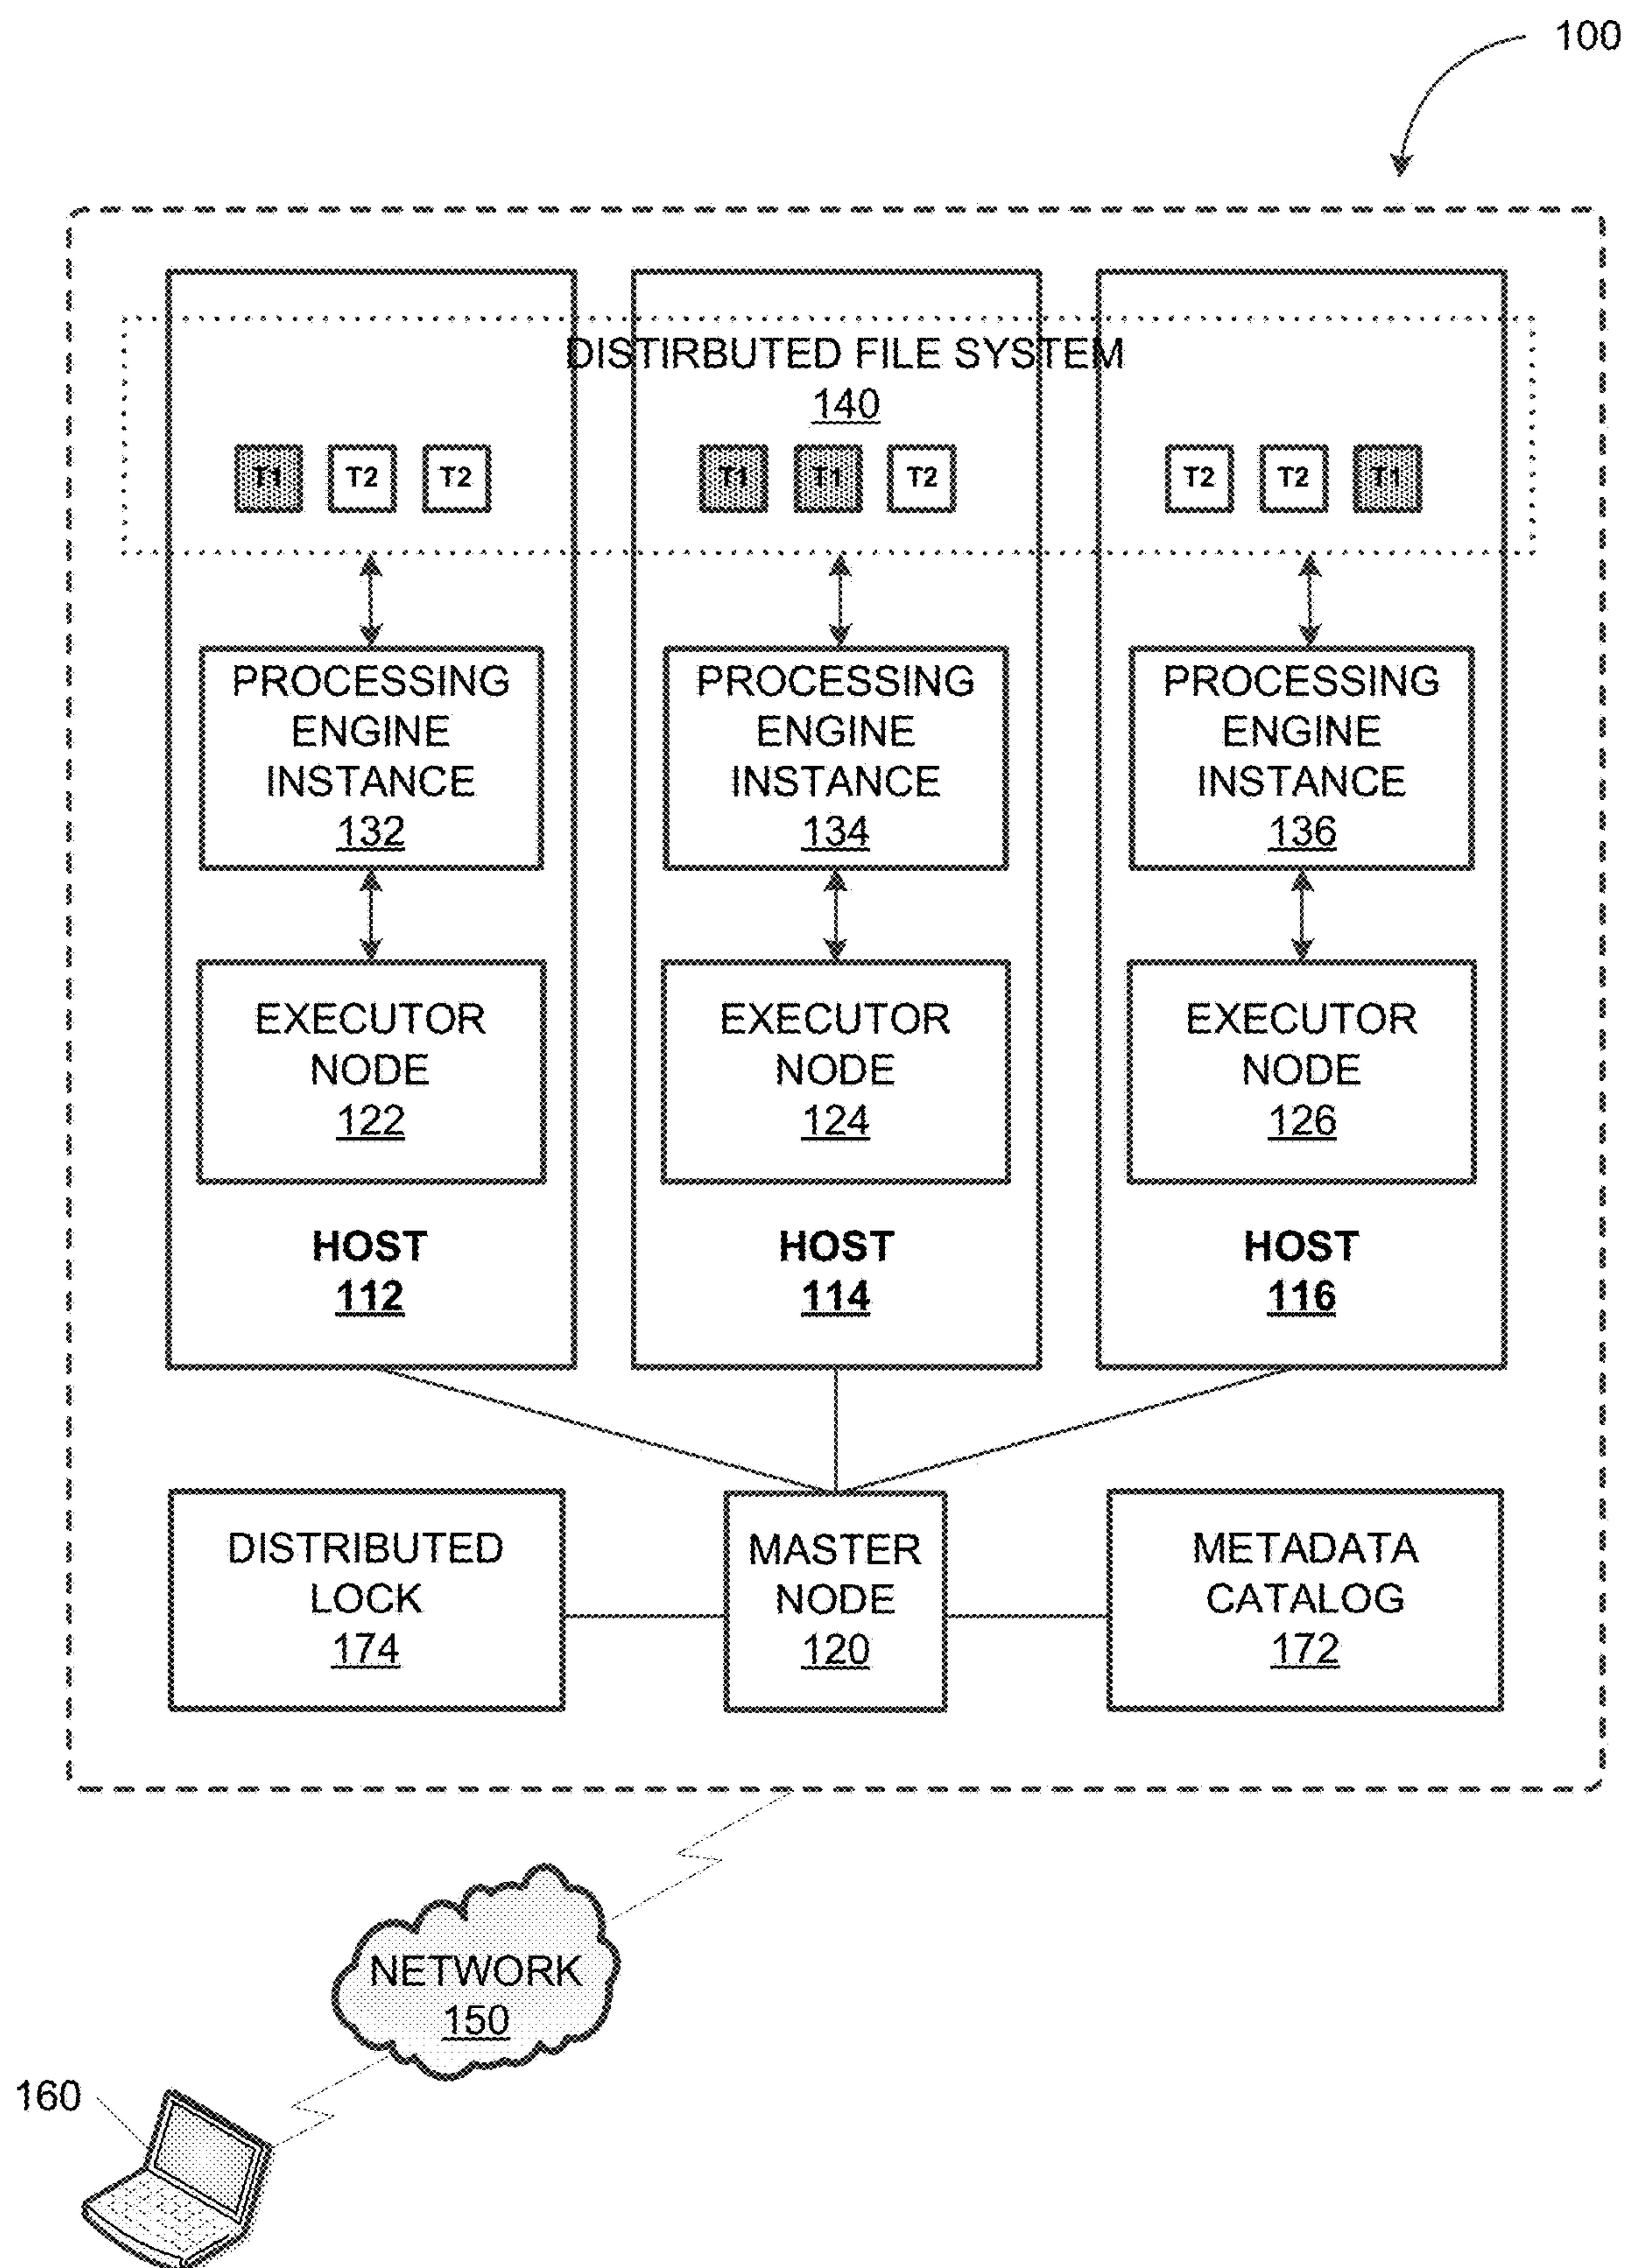 100
DISTIRBUTED FILE SYSTEM
140
T1 T2 T2 T1 T1 T2 T2 T2 T1
PROCESSING
ENGINE
INSTANCE
132
PROCESSING
ENGINE
INSTANCE
134
PROCESSING
ENGINE
INSTANCE
136
EXECUTOR
NODE
122
EXECUTOR
NODE
124
EXECUTOR
NODE
126
HOST
112
HOST
114
HOST
116
DISTRIBUTED
LOCK
174
MASTER
NODE
120
METADATA
CATALOG
172
NETWORK
150
160